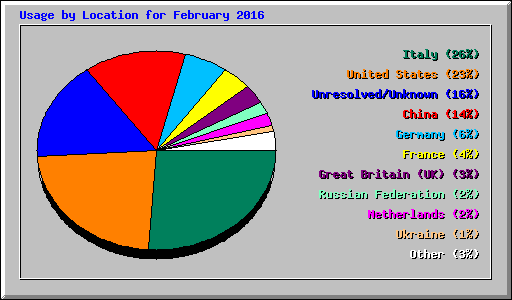 Usage by Location for February 2016
Italy (26%)
United States (23%)
Unresolved/Unknown (16%)
China (14%)
Germany (6%)
France (4%)
Great Britain (UK) (3%)
Russian Federation (2%)
Netherlands (2%)
Ukraine (1%)
Other (3%)